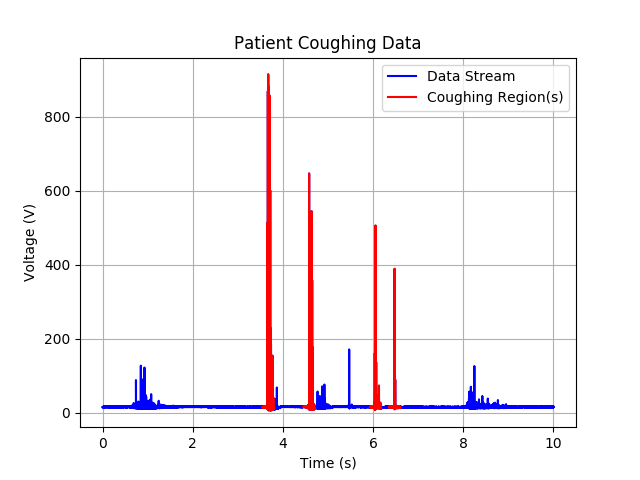 Patient Coughing Data
Data Stream
Coughing Region(s)
Voltage (V)
800
600
400
200
0
0 2 4 6 8 10
Time (s)